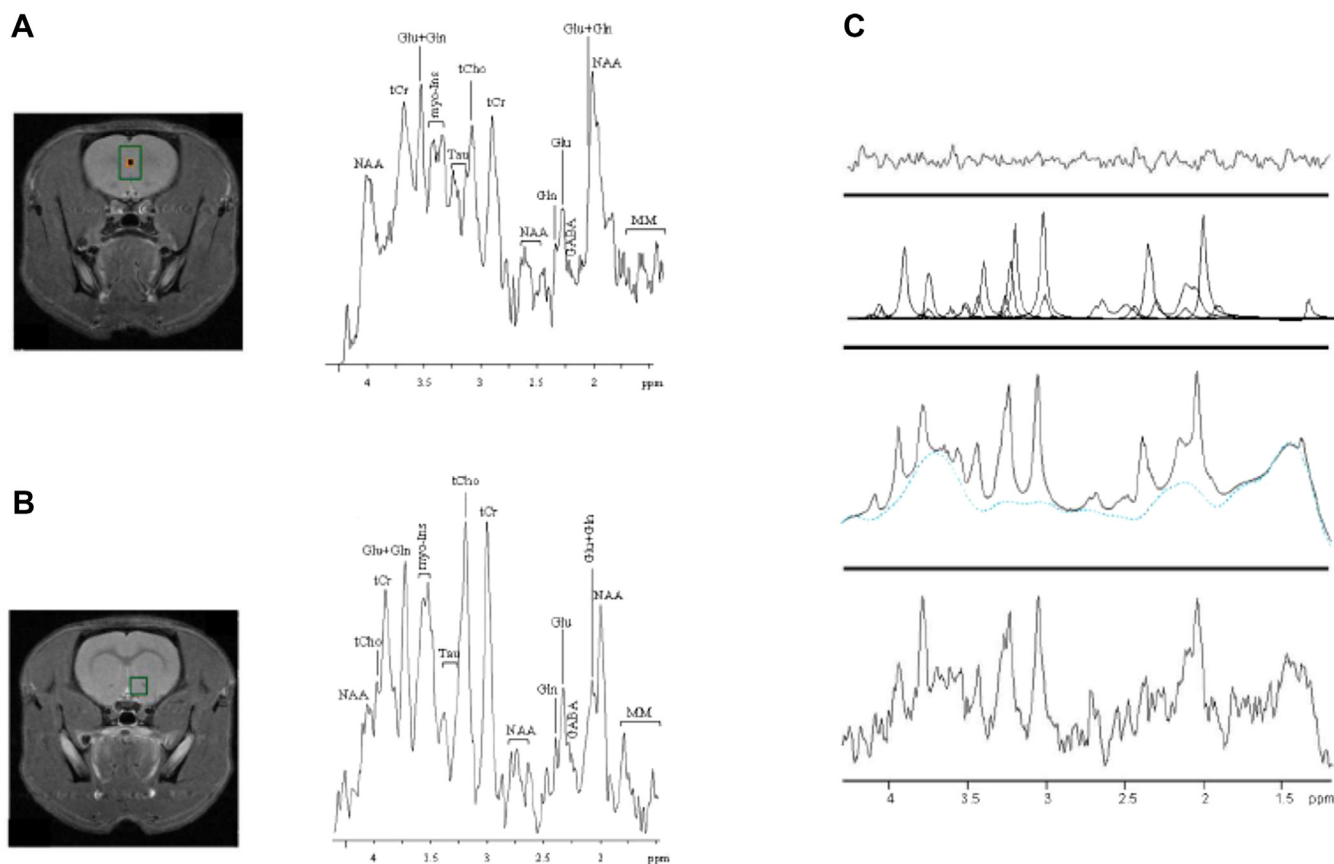 A
Glu+Gln
tCr
myo-Ins
tCho
tCr
NAA
Tau
Glu+Gln
NAA
Glu
Gln
GABA
NAA
MM
4 3.5 3 2.5 2 ppm
B
tCho
tCr
Glu+Gln
tCr
myo-Ins
tCho
NAA
Tau
Glu+Gln
NAA
Glu
Gln
GABA
NAA
MM
4 3.5 3 2.5 2 ppm
C
4 3.5 3 2.5 2 1.5 ppm